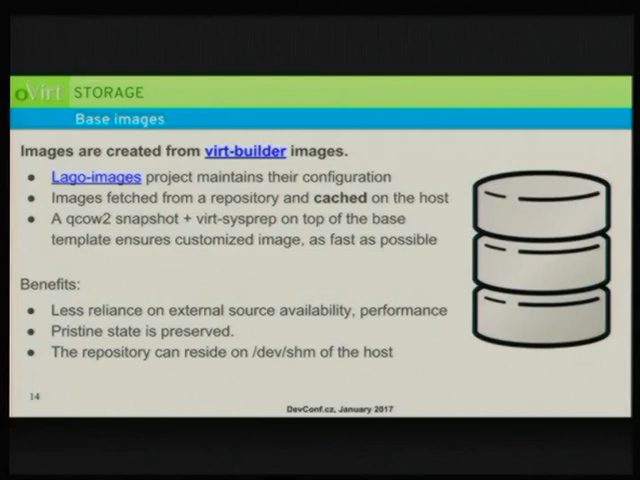 oVirt STORAGE
Base images
Images are created from virt-builder images.
● Lago-images project maintains their configuration
● Images fetched from a repository and cached on the host
● A qcow2 snapshot + virt-sysprep on top of the base
template ensures customized image, as fast as possible
Benefits:
● Less reliance on external source availability, performance
● Pristine state is preserved.
● The repository can reside on /dev/shm of the host
14
DevConf.cz, January 2017